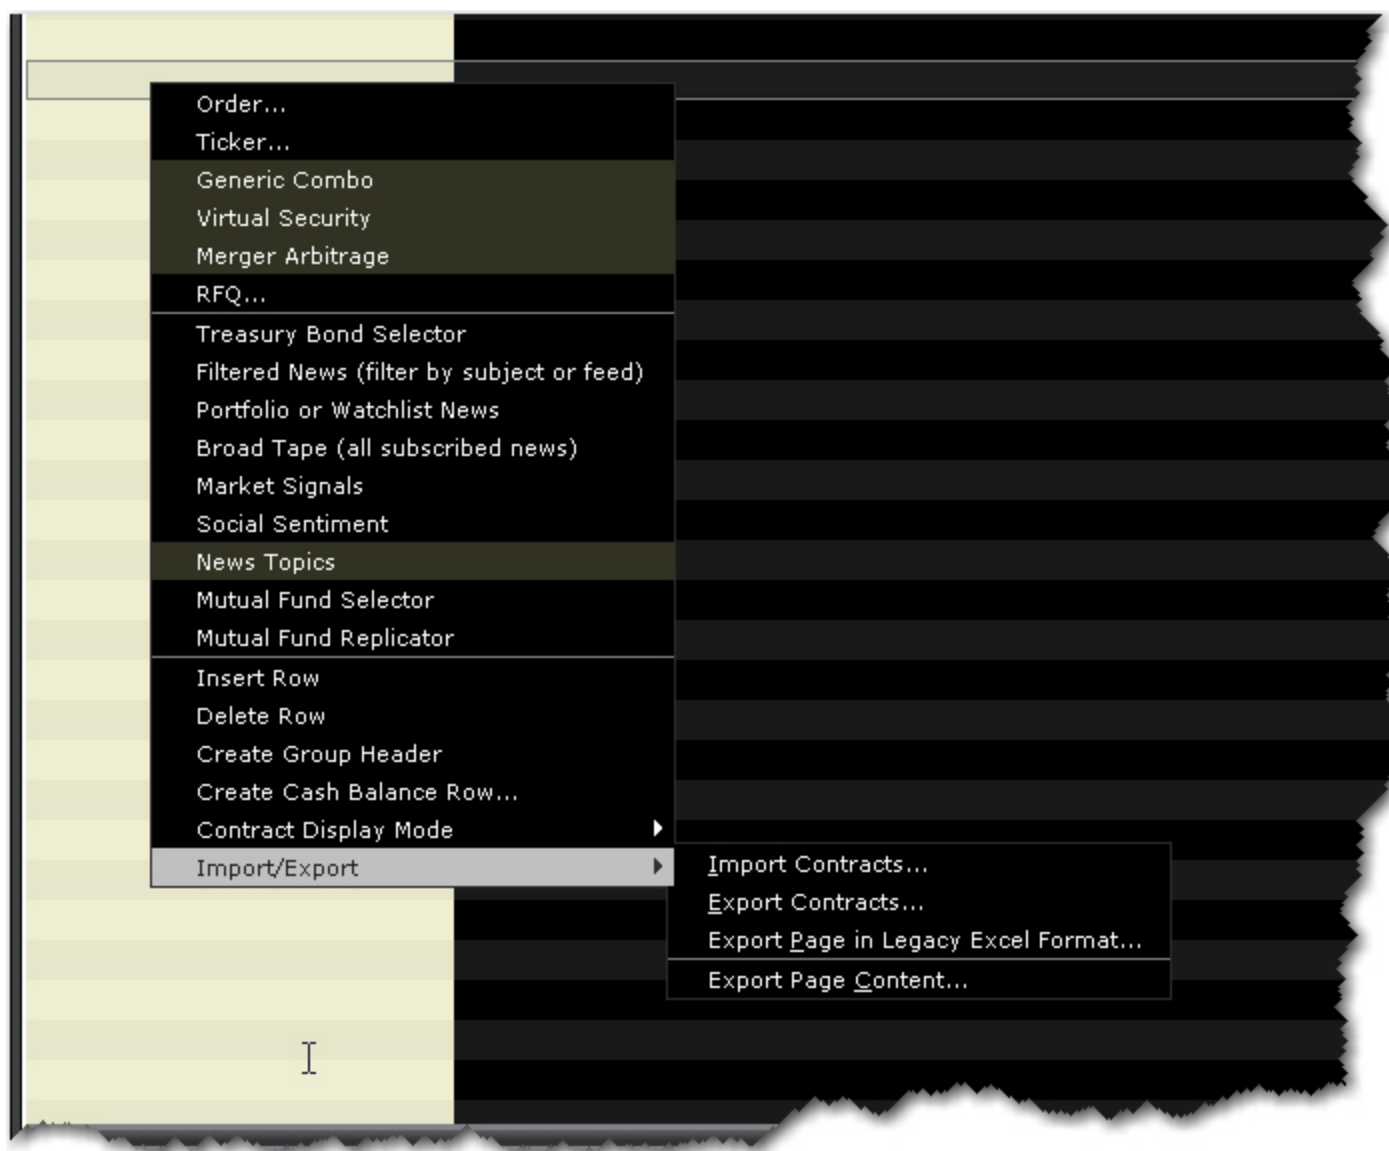 Order...
Ticker...
Generic Combo
Virtual Security
Merger Arbitrage
RFQ...
Treasury Bond Selector
Filtered News (filter by subject or feed)
Portfolio or Watchlist News
Broad Tape (all subscribed news)
Market Signals
Social Sentiment
News Topics
Mutual Fund Selector
Mutual Fund Replicator
Insert Row
Delete Row
Create Group Header
Create Cash Balance Row...
Contract Display Mode
Import/Export
Import Contracts...
Export Contracts...
Export Page in Legacy Excel Format...
Export Page Content...